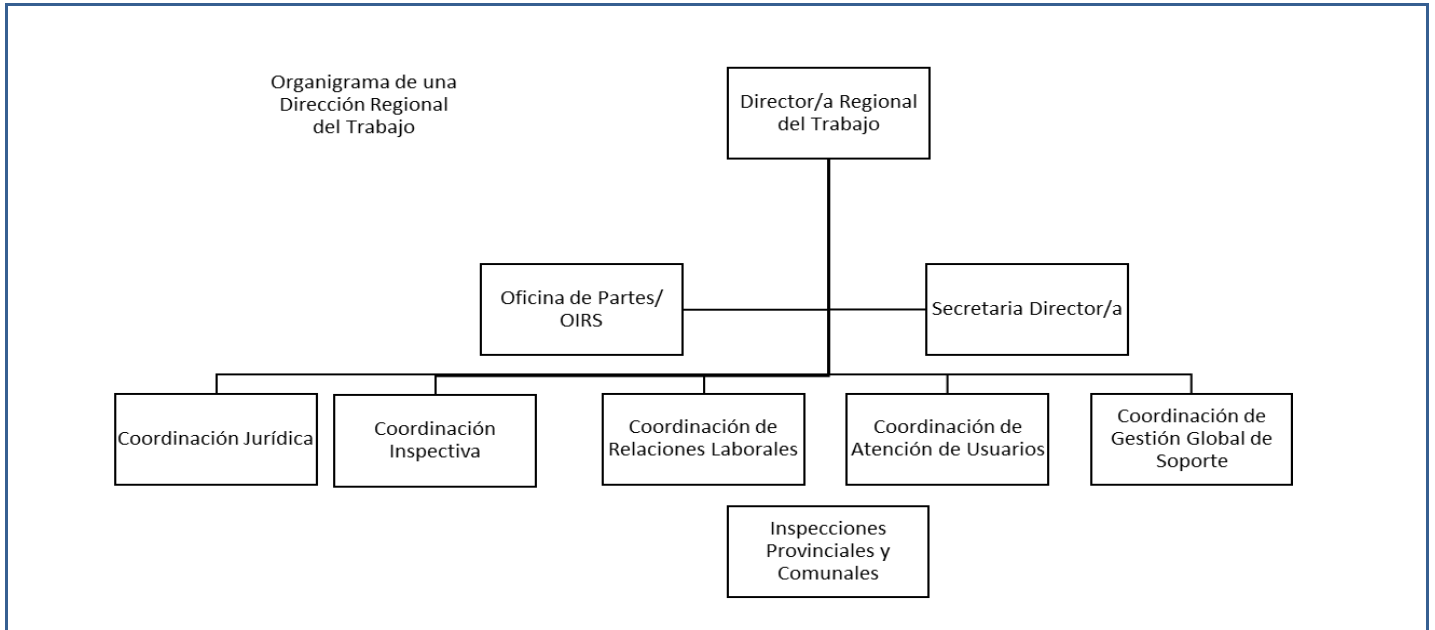 Organigrama de una
Dirección Regional
del Trabajo
Director/a Regional
del Trabajo
Oficina de Partes/
OIRS
Secretaria Director/a
Coordinación Jurídica
Coordinación
Inspectiva
Coordinación de
Relaciones Laborales
Coordinación de
Atención de Usuarios
Coordinación de
Gestión Global de
Soporte
Inspecciones
Provinciales y
Comunales